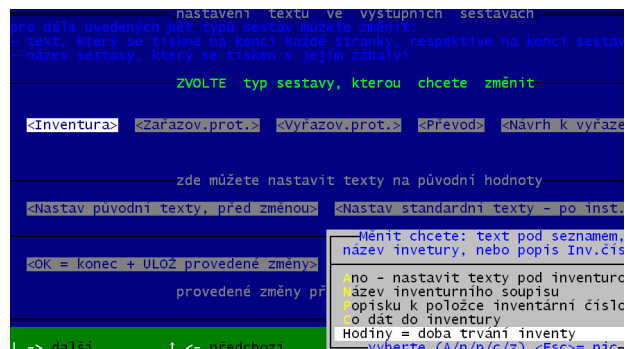 nastavení textu ve výstupních sestavách
pro dále uvedených pět typů sestav můžete změnit:
- text, který se tiskne na konci každé stránky, respektive na konci sestav
- název sestavy, který se tiskem v jejím záhlaví
ZVOLTE typ sestavy, kterou chcete změnit
<Inventura> <Zařazov.prot.> <Vyřazov.prot.> <Převod> <Návrh k vyřaze
zde můžete nastavit texty na původní hodnoty
<Nastav původní texty, před změnou> <Nastav standardní texty - po inst.
Měnit chcete: text pod seznamem,
název invetury, nebo popis Inv.čís
<OK = konec + ULOŽ provedené změny>
Ano - nastavit texty pod inventuro
Název inventurního soupisu
provedené změny př
Popisku k položce inventární číslo
Co dát do inventury
Hodiny = doba trvání inventy
-> další ↑ <- předchozí
vyberte (A/n/p/c/z) <Esc>= nic